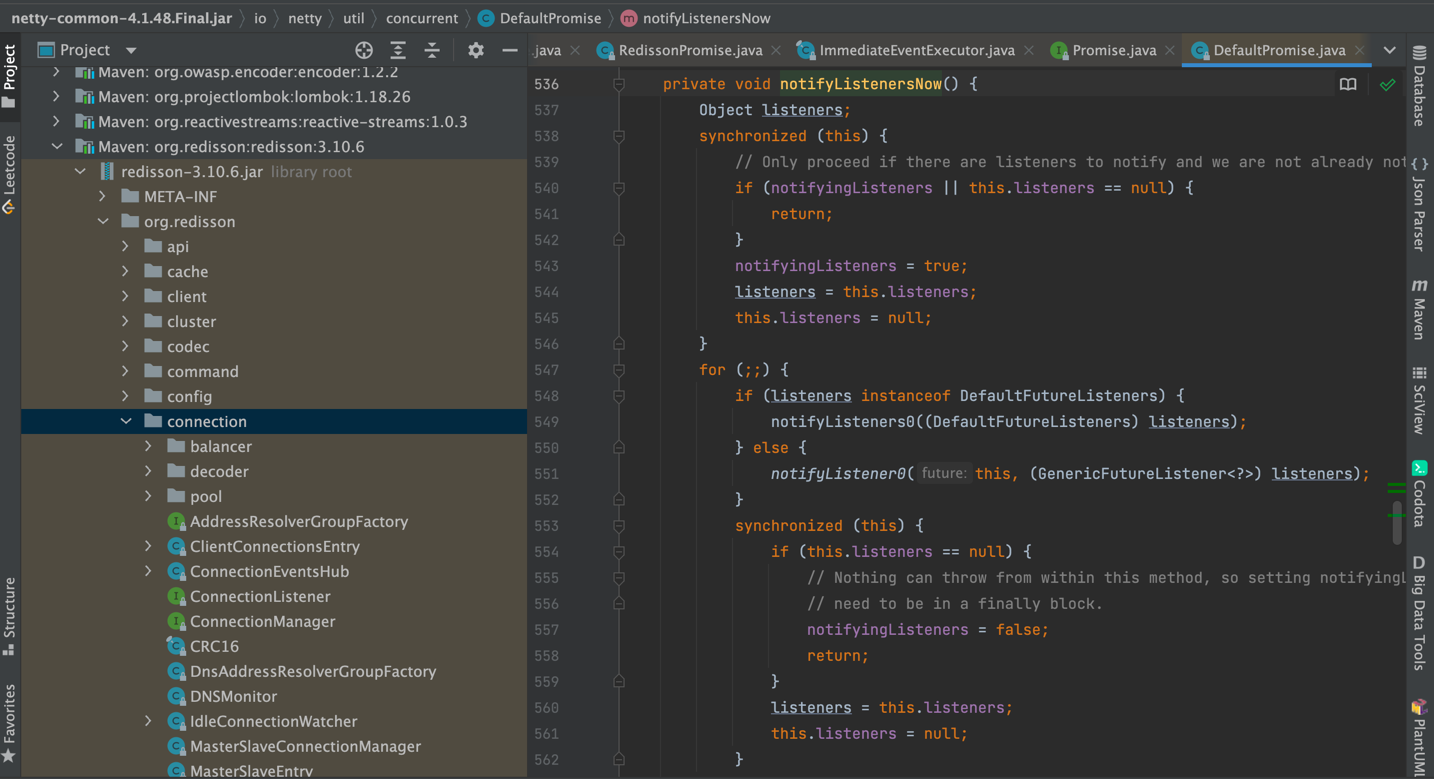 netty-common-4.1.48.Final.jar io netty util concurrent DefaultPromise notifyListenersNow
Project
.java RedissonPromise.java ImmediateEventExecutor.java Promise.java DefaultPromise.java
Project
Leetcode
Structure
Favorites
Maven: org.owasp.encoder:encoder:1.2.2
Maven: org.projectlombok:lombok:1.18.26
Maven: org.reactivestreams:reactive-streams:1.0.3
Maven: org.redisson:redisson:3.10.6
redisson-3.10.6.jar library root
META-INF
org.redisson
api
cache
client
cluster
codec
command
config
connection
balancer
decoder
pool
AddressResolverGroupFactory
ClientConnectionsEntry
ConnectionEventsHub
ConnectionListener
ConnectionManager
CRC16
DnsAddressResolverGroupFactory
DNSMonitor
IdleConnectionWatcher
MasterSlaveConnectionManager
MasterSlaveEntry
536 private void notifyListenersNow() {
537 Object listeners;
538 synchronized (this) {
539 // Only proceed if there are listeners to notify and we are not already not
540 if (notifyingListeners || this.listeners == null) {
541 return;
542 }
543 notifyingListeners = true;
544 listeners = this.listeners;
545 this.listeners = null;
546 }
547 for (;;) {
548 if (listeners instanceof DefaultFutureListeners) {
549 notifyListeners0((DefaultFutureListeners) listeners);
550 } else {
551 notifyListener0( future: this, (GenericFutureListener<?>) listeners);
552 }
553 synchronized (this) {
554 if (this.listeners == null) {
555 // Nothing can throw from within this method, so setting notifyingL
556 // need to be in a finally block.
557 notifyingListeners = false;
558 return;
559 }
560 listeners = this.listeners;
561 this.listeners = null;
562 }
Database
{} Json Parser
m Maven
SciView
Codota
D Big Data Tools
PlantUML